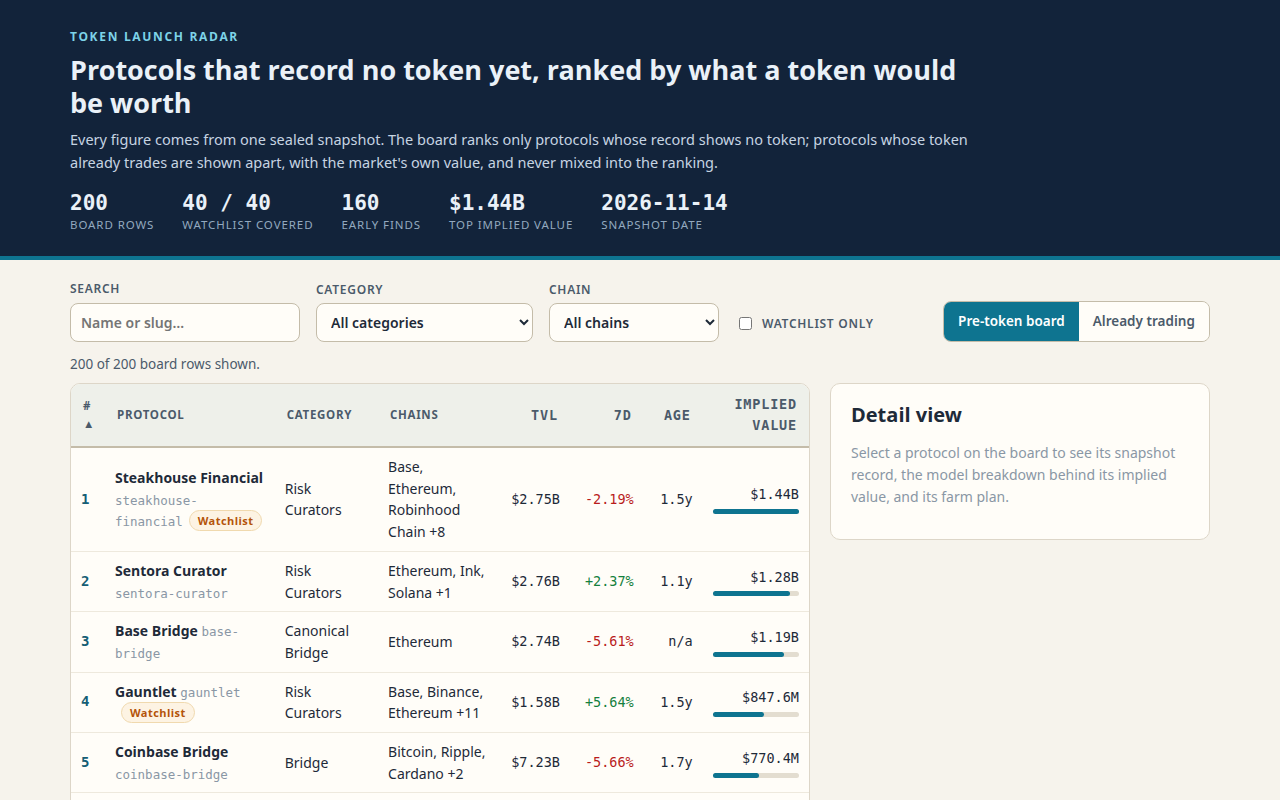 TOKEN LAUNCH RADAR
Protocols that record no token yet, ranked by what a token would
be worth
Every figure comes from one sealed snapshot. The board ranks only protocols whose record shows no token; protocols whose token
already trades are shown apart, with the market's own value, and never mixed into the ranking.
200 40 / 40 160 $1.44B 2026-11-14
BOARD ROWS WATCHLIST COVERED EARLY FINDS TOP IMPLIED VALUE SNAPSHOT DATE
SEARCH CATEGORY CHAIN
Name or slug... All categories All chains WATCHLIST ONLY Pre-token board Already trading
200 of 200 board rows shown.
# ▲ PROTOCOL CATEGORY CHAINS TVL 7D AGE IMPLIED VALUE
1 Steakhouse Financial steakhouse-financial Watchlist Risk Curators Base, Ethereum, Robinhood Chain +8 $2.75B -2.19% 1.5y $1.44B
2 Sentora Curator sentora-curator Risk Curators Ethereum, Ink, Solana +1 $2.76B +2.37% 1.1y $1.28B
3 Base Bridge base-bridge Canonical Bridge Ethereum $2.74B -5.61% n/a $1.19B
4 Gauntlet gauntlet Watchlist Risk Curators Base, Binance, Ethereum +11 $1.58B +5.64% 1.5y $847.6M
5 Coinbase Bridge coinbase-bridge Bridge Bitcoin, Ripple, Cardano +2 $7.23B -5.66% 1.7y $770.4M
Detail view
Select a protocol on the board to see its snapshot
record, the model breakdown behind its implied
value, and its farm plan.